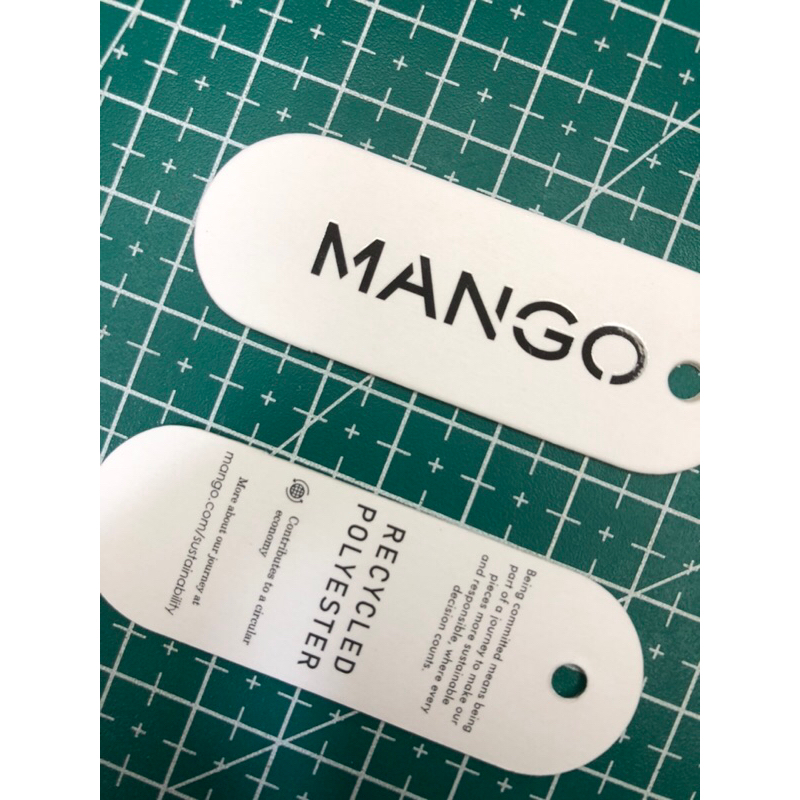 MANGO
Being committed means being
part of a journey to make our
pieces more sustainable
and responsible, where every
decision counts.
RECYCLED
POLYESTER
Contributes to a circular
economy
More about our journey at
mango.com/sustainability